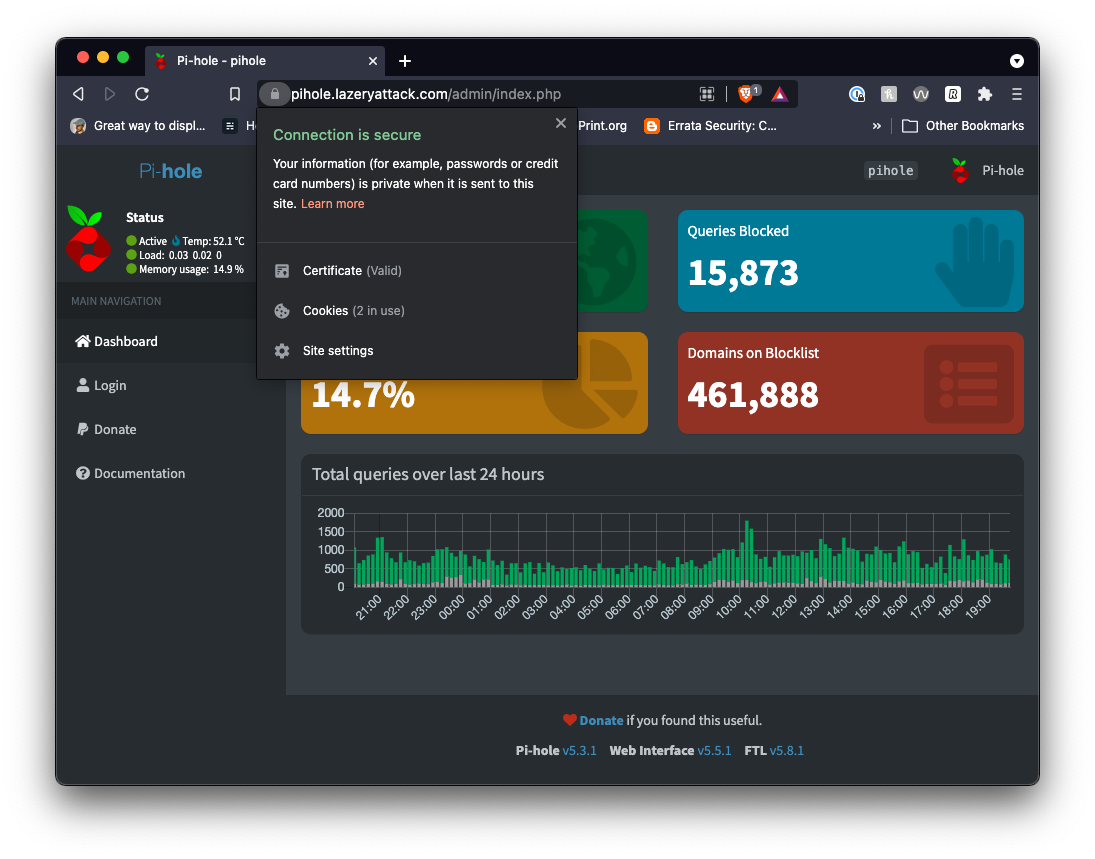 Pi-hole - pihole
pihole.lazeryattack.com/admin/index.php
1
Great way to displ...
Print.org
Errata Security: C...
»
Other Bookmarks
Connection is secure
Your information (for example, passwords or credit
card numbers) is private when it is sent to this
site. Learn more
Certificate (Valid)
Cookies (2 in use)
Site settings
Pi-hole
pihole
Pi-hole
Status
Active Temp: 52.1 °C
Load: 0.03 0.02 0
Memory usage: 14.9 %
MAIN NAVIGATION
Dashboard
Login
Donate
Documentation
Queries Blocked
15,873
14.7%
Domains on Blocklist
461,888
Total queries over last 24 hours
2000
1500
1000
500
0
21:00 22:00 23:00 00:00 01:00 02:00 03:00 04:00 05:00 06:00 07:00 08:00 09:00 10:00 11:00 12:00 13:00 14:00 15:00 16:00 17:00 18:00 19:00
Donate if you found this useful.
Pi-hole v5.3.1 Web Interface v5.5.1 FTL v5.8.1